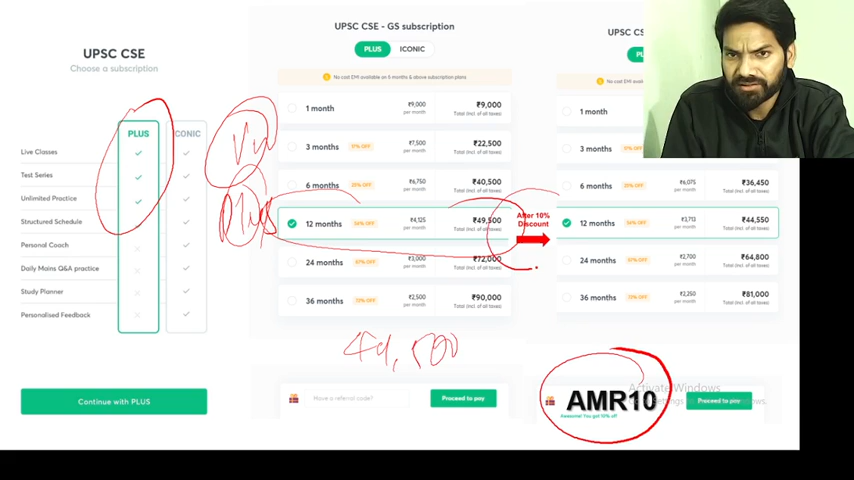 UPSC CSE
Choose a subscription
PLUS
ICONIC
Live Classes
Test Series
Unlimited Practice
Structured Schedule
Personal Coach
Daily Mains Q&A practice
Study Planner
Personalised Feedback
Continue with PLUS
UPSC CSE - GS subscription
PLUS ICONIC
No cost EMI available on 6 months & above subscription plans
1 month ₹9,000 per month ₹9,000 Total (Incl. of all taxes)
3 months 17% OFF ₹7,500 per month ₹22,500 Total (Incl. of all taxes)
6 months 25% OFF ₹6,750 per month ₹40,500 Total (Incl. of all taxes)
12 months 54% OFF ₹4,125 per month ₹49,500 Total (Incl. of all taxes)
24 months 67% OFF ₹3,000 per month ₹72,000 Total (Incl. of all taxes)
36 months 72% OFF ₹2,500 per month ₹90,000 Total (Incl. of all taxes)
Plus
Have a referral code?
Proceed to pay
After 10%
Discount
UPSC CS
No cost EMI availabl
1 month
3 months
6 months 25% OFF ₹6,075 per month ₹36,450 Total (Incl. of all taxes)
12 months 54% OFF ₹3,713 per month ₹44,550 Total (Incl. of all taxes)
24 months 67% OFF ₹2,700 per month ₹64,800 Total (Incl. of all taxes)
36 months 72% OFF ₹2,250 per month ₹81,000 Total (Incl. of all taxes)
AMR10
Awesome! You got 10% off
Proceed to pay
Activate Windows